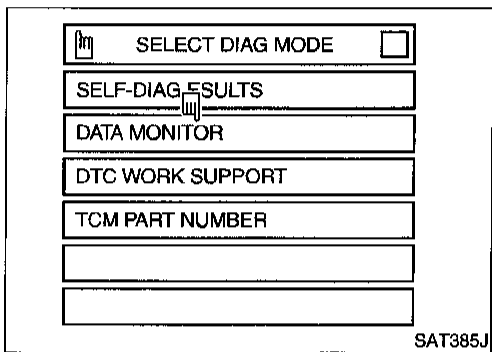 SELECT DIAG MODE
SELF-DIAG ESULTS
DATA MONITOR
DTC WORK SUPPORT
TCM PART NUMBER
SAT385J